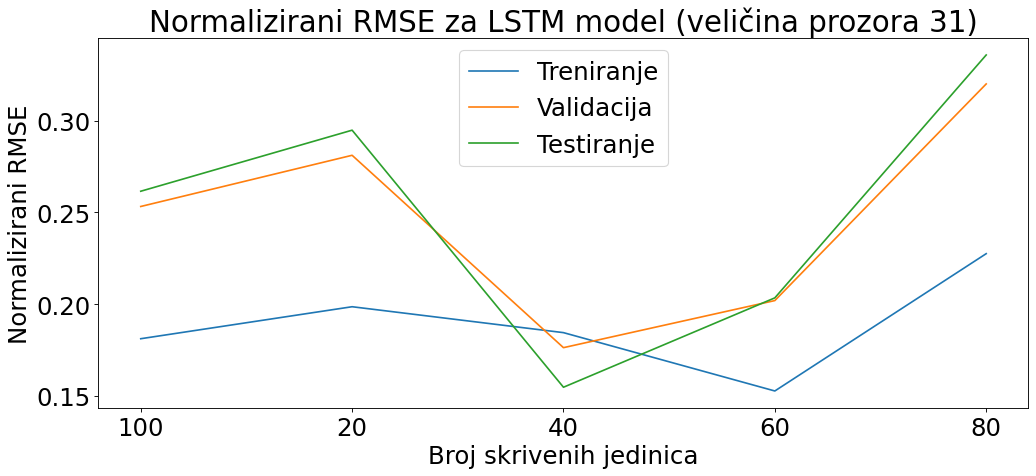 Normalizirani RMSE za LSTM model (veličina prozora 31)
Treniranje
Validacija
Testiranje
Normalizirani RMSE
0.30
0.25
0.20
0.15
100 20 40 60 80
Broj skrivenih jedinica